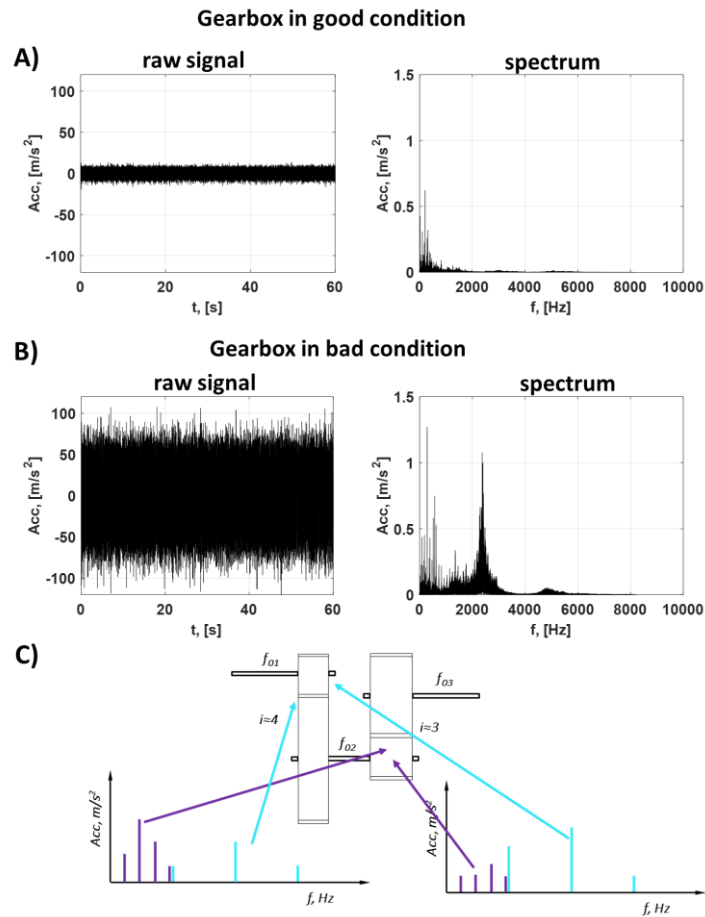 Gearbox in good condition
A)
raw signal
spectrum
Acc, [m/s²]
100
50
0
-50
-100
0
20
40
60
t, [s]
Acc, [m/s²]
1.5
1
0.5
0
0
2000
4000
6000
8000
10000
f, [Hz]
B)
Gearbox in bad condition
raw signal
spectrum
Acc, [m/s²]
100
50
0
-50
-100
0
20
40
60
t, [s]
Acc, [m/s²]
1.5
1
0.5
0
0
2000
4000
6000
8000
10000
f, [Hz]
C)
f01
f03
i≈4
i≈3
f02
Acc, m/s²
f, Hz
Acc, m/s²
f, Hz